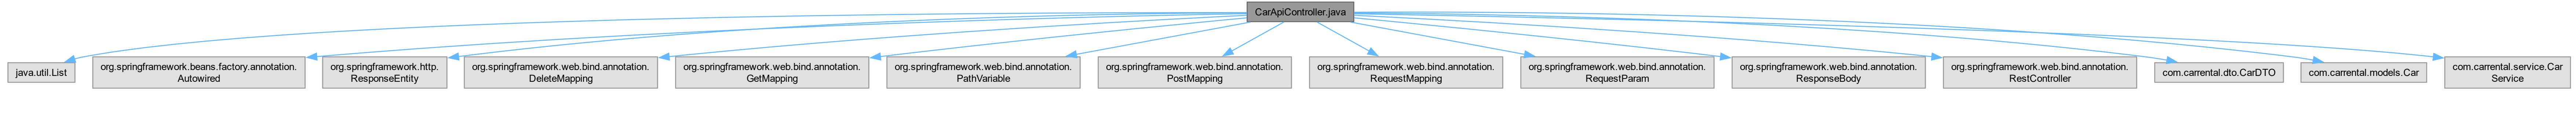 CarApiController.java
java.util.List
org.springframework.beans.factory.annotation.
Autowired
org.springframework.http.
ResponseEntity
org.springframework.web.bind.annotation.
DeleteMapping
org.springframework.web.bind.annotation.
GetMapping
org.springframework.web.bind.annotation.
PathVariable
org.springframework.web.bind.annotation.
PostMapping
org.springframework.web.bind.annotation.
RequestMapping
org.springframework.web.bind.annotation.
RequestParam
org.springframework.web.bind.annotation.
ResponseBody
org.springframework.web.bind.annotation.
RestController
com.carrental.dto.CarDTO
com.carrental.models.Car
com.carrental.service.Car
Service